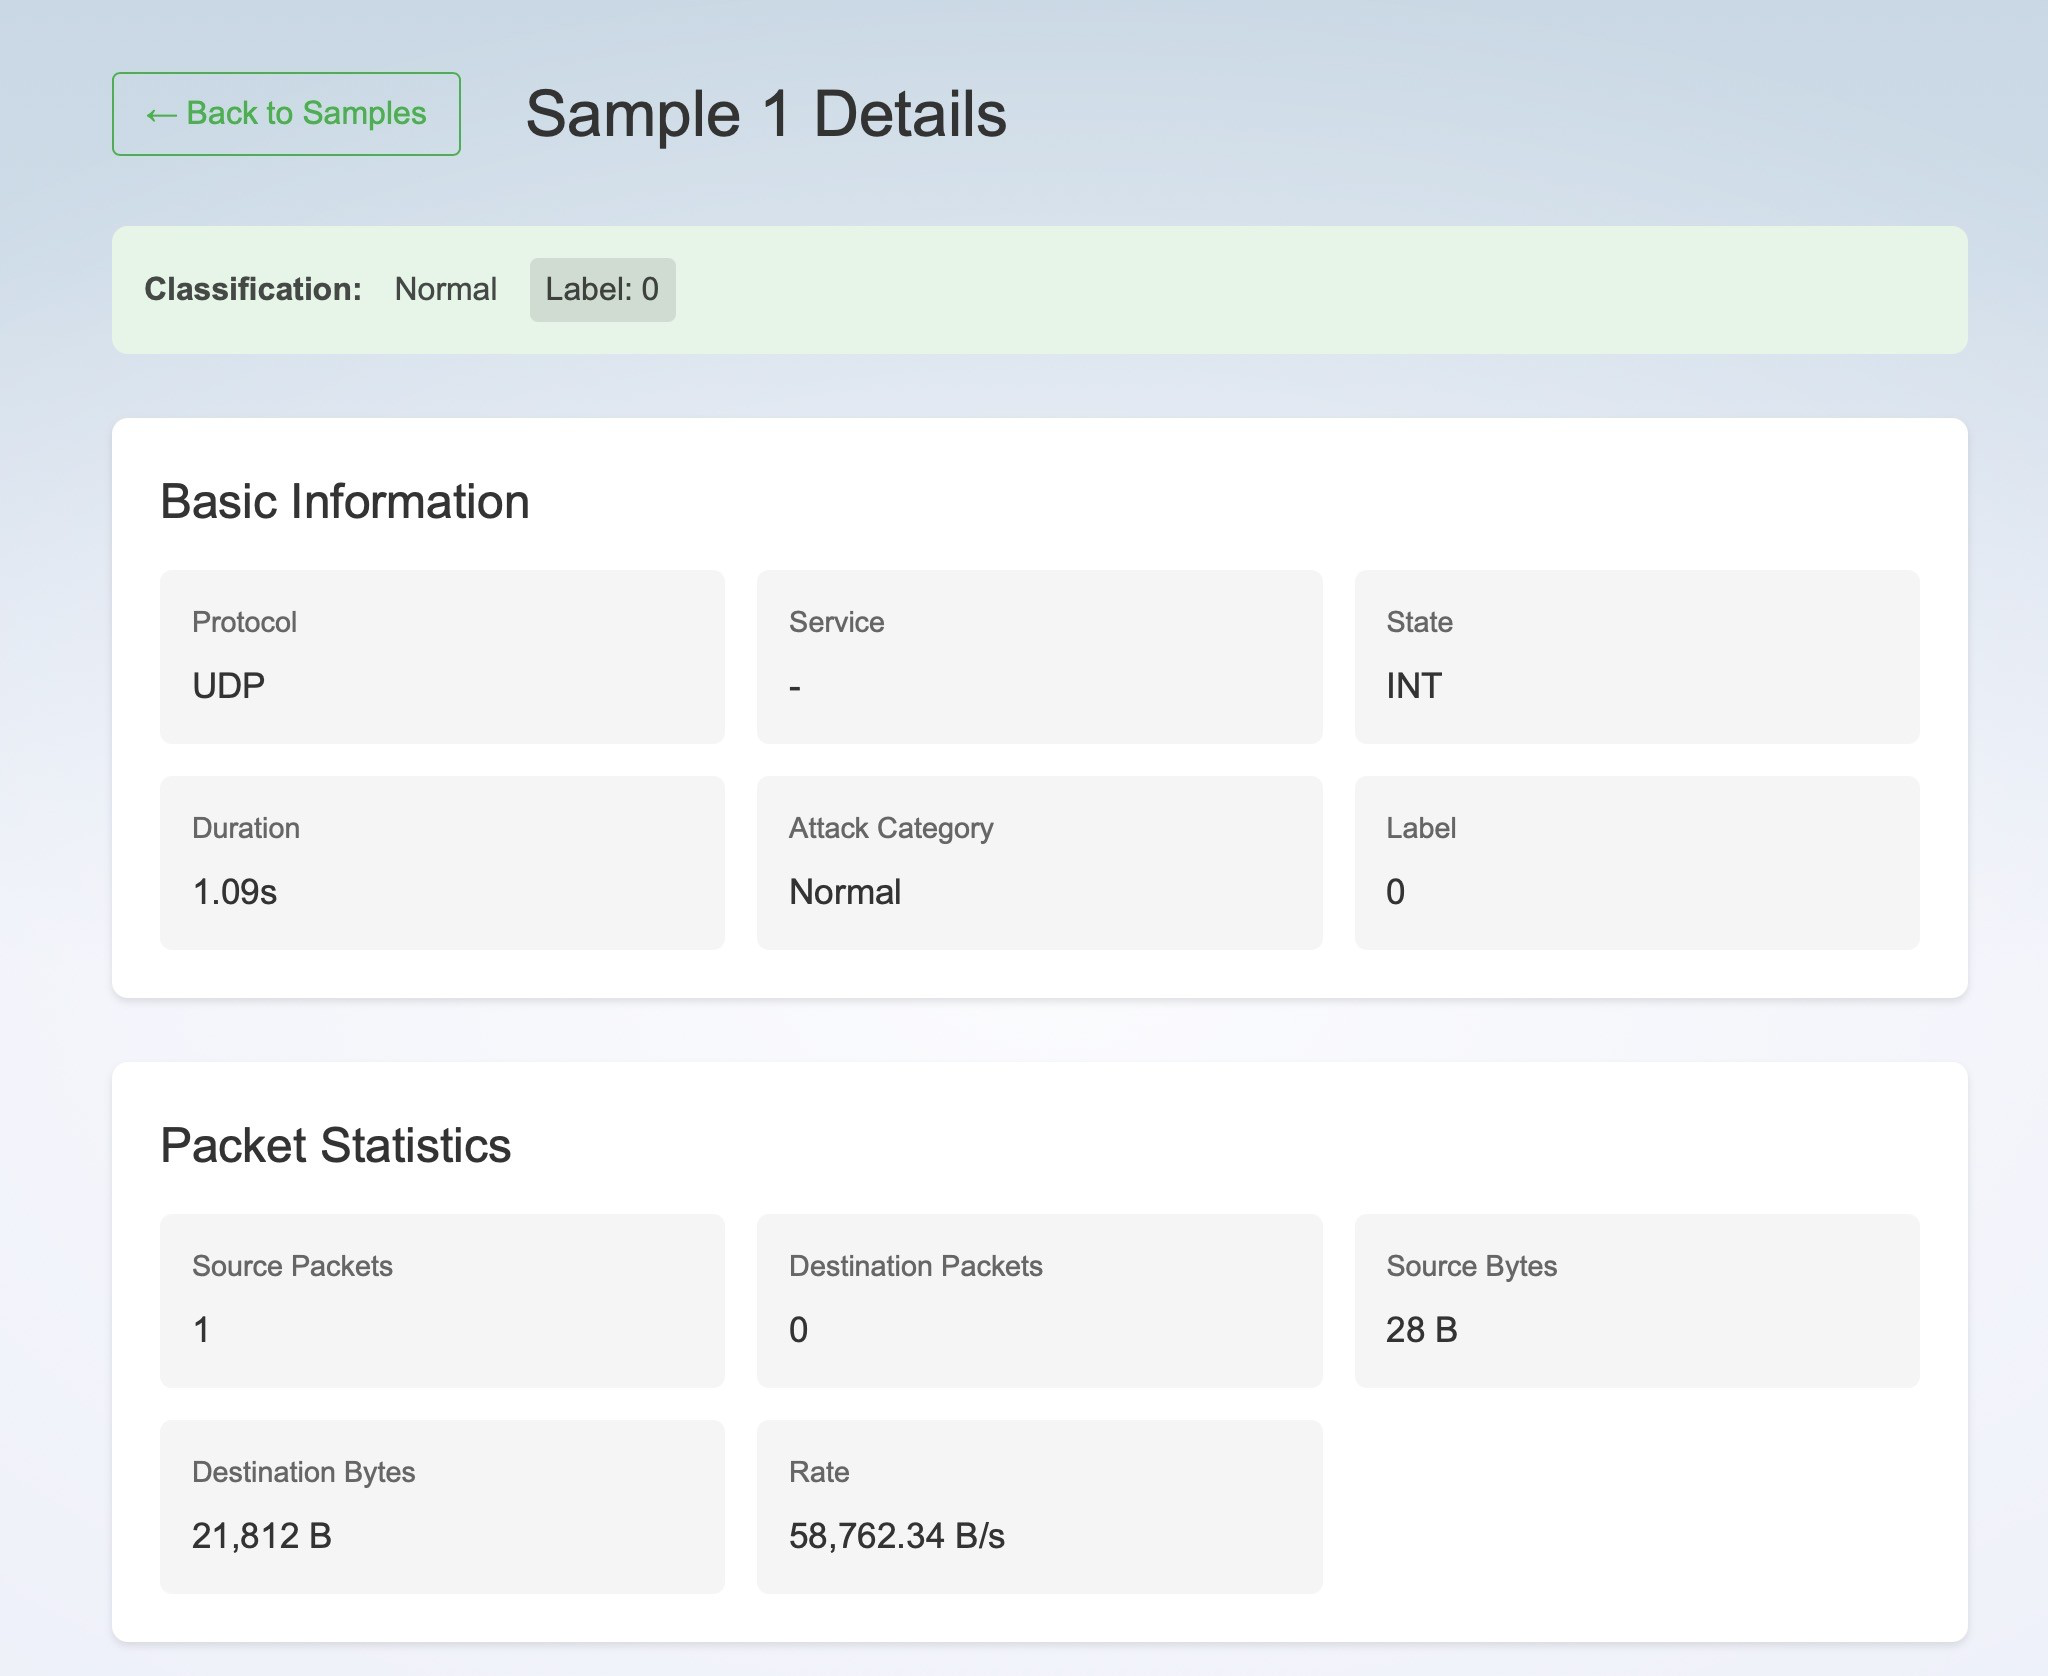 ← Back to Samples
Sample 1 Details
Classification: Normal Label: 0
Basic Information
Protocol
UDP
Service
-
State
INT
Duration
1.09s
Attack Category
Normal
Label
0
Packet Statistics
Source Packets
1
Destination Packets
0
Source Bytes
28 B
Destination Bytes
21,812 B
Rate
58,762.34 B/s